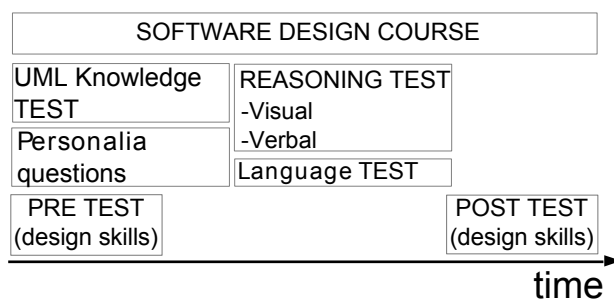 SOFTWARE DESIGN COURSE
UML Knowledge
TEST
Personalia
questions
REASONING TEST
-Visual
-Verbal
Language TEST
PRE TEST
(design skills)
POST TEST
(design skills)
time